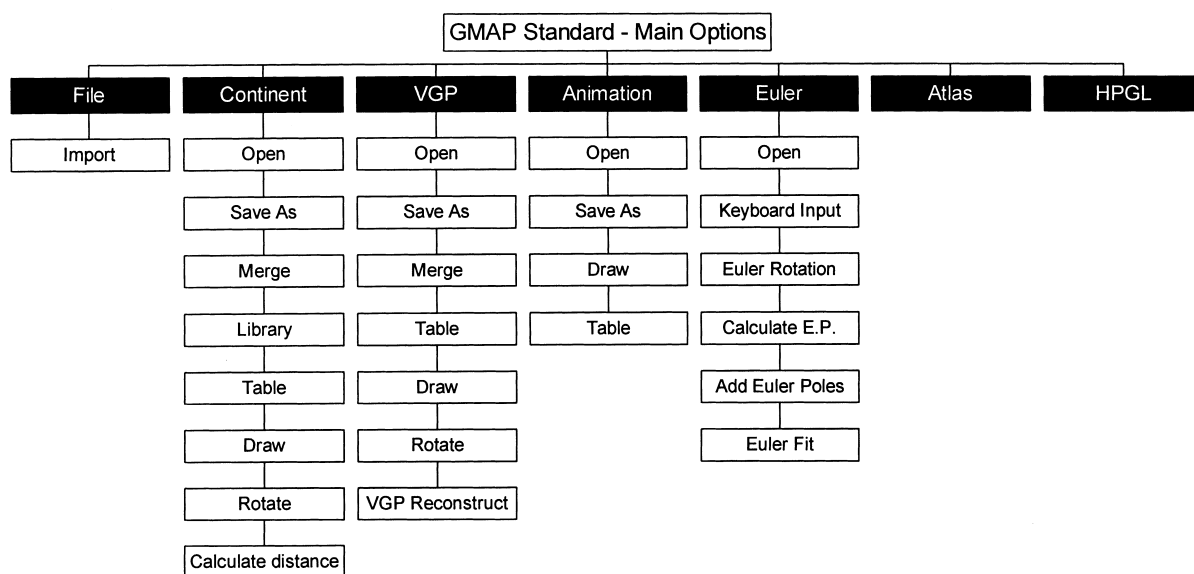 GMAP Standard - Main Options
File Continent VGP Animation Euler Atlas HPGL
Import Open Open Open Open
Save As Save As Save As Keyboard Input
Merge Merge Draw Euler Rotation
Library Table Table Calculate E.P.
Table Draw Add Euler Poles
Draw Rotate Euler Fit
Rotate VGP Reconstruct
Calculate distance